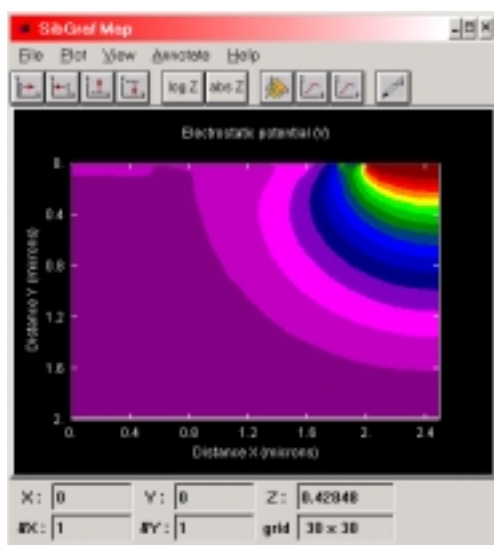 SibGraf Map
File Plot View Annotate Help
log Z abs Z
Electrostatic potential (V)
0.
0.4
0.8
1.2
1.6
2.
Distance Y (microns)
0. 0.4 0.8 1.2 1.6 2. 2.4
Distance X (microns)
X: 0 Y: 0 Z: 0.42848
#X: 1 #Y: 1 grid 30 x 30